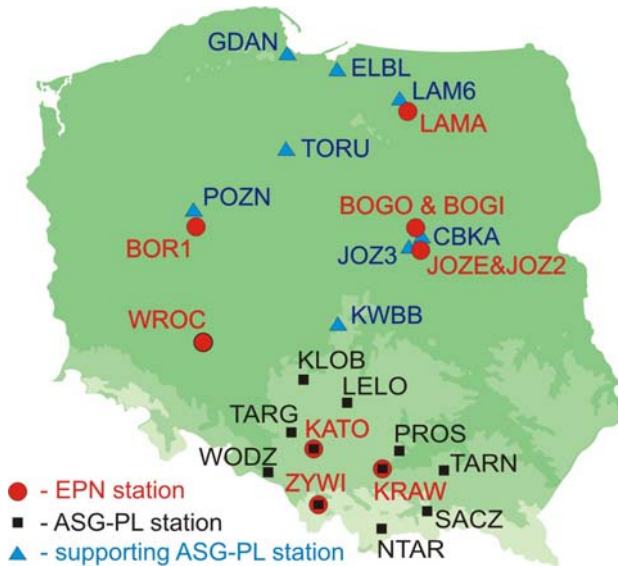 GDAN
ELBL
LAM6
LAMA
TORU
POZN
BOR1
BOGO & BOGI
CBKA
JOZ3
JOZE&JOZ2
WROC
KWBB
KLOB
LELO
TARG
KATO
PROS
WODZ
TARN
ZYWI
KRAW
SACZ
NTAR
- EPN station
- ASG-PL station
- supporting ASG-PL station